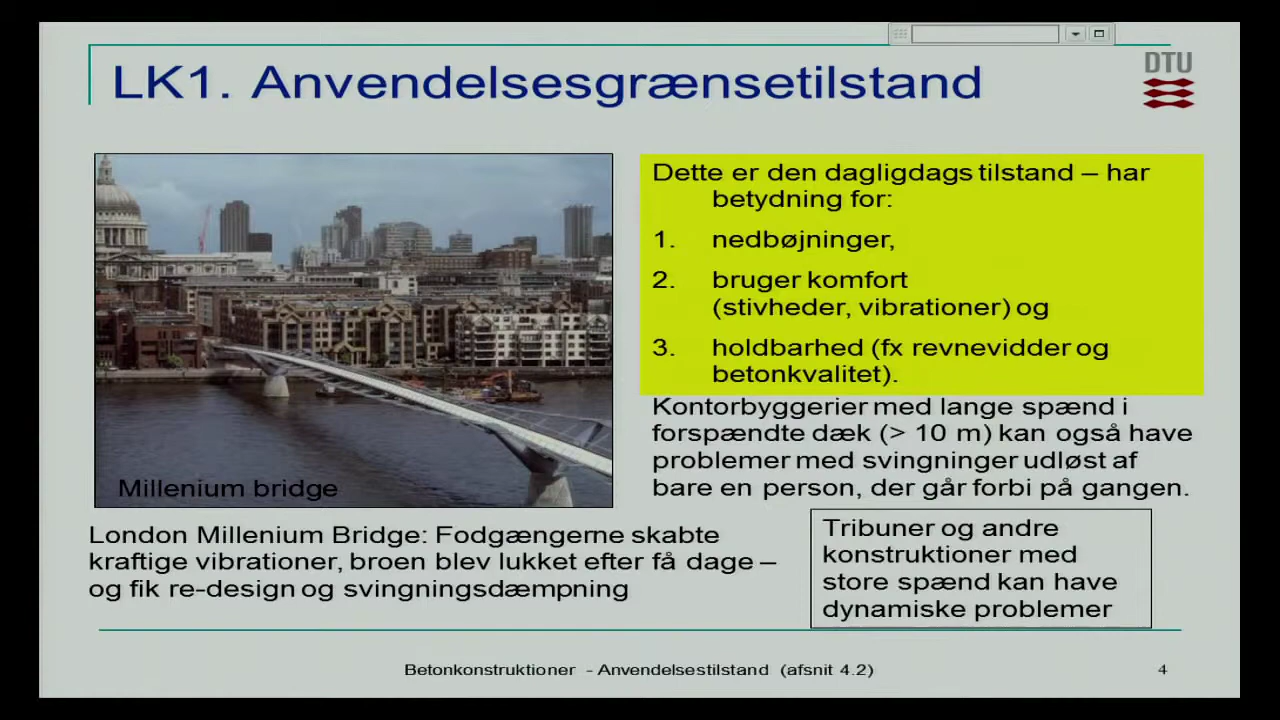 LK1. Anvendelsesgrænsetilstand
DTU
Dette er den dagligdags tilstand – har
betydning for:
1. nedbøjninger,
2. bruger komfort
(stivheder, vibrationer) og
3. holdbarhed (fx revnevidder og
betonkvalitet).
Kontorbyggerier med lange spænd i
forspændte dæk (> 10 m) kan også have
problemer med svingninger udløst af
bare en person, der går forbi på gangen.
Millenium bridge
London Millenium Bridge: Fodgængerne skabte
kraftige vibrationer, broen blev lukket efter få dage –
og fik re-design og svingningsdæmpning
Tribuner og andre
konstruktioner med
store spænd kan have
dynamiske problemer
Betonkonstruktioner - Anvendelsestilstand (afsnit 4.2)
4